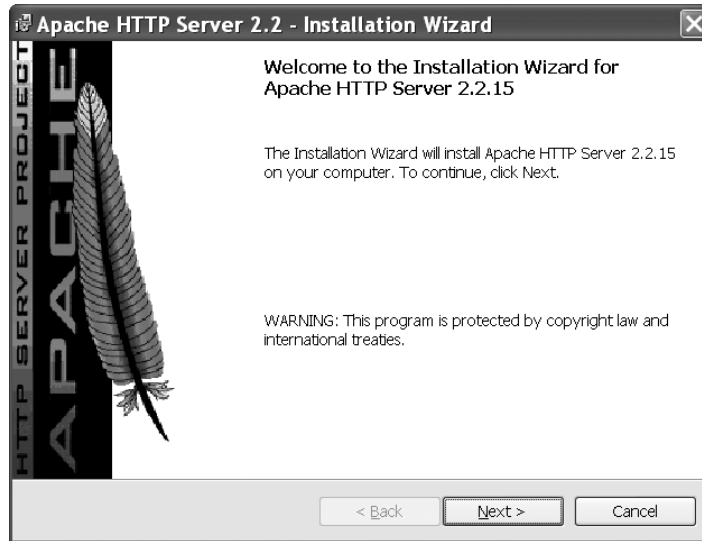 Apache HTTP Server 2.2 - Installation Wizard
HTTP SERVER PROJECT
APACHE
Welcome to the Installation Wizard for
Apache HTTP Server 2.2.15
The Installation Wizard will install Apache HTTP Server 2.2.15
on your computer. To continue, click Next.
WARNING: This program is protected by copyright law and
international treaties.
< Back
Next >
Cancel